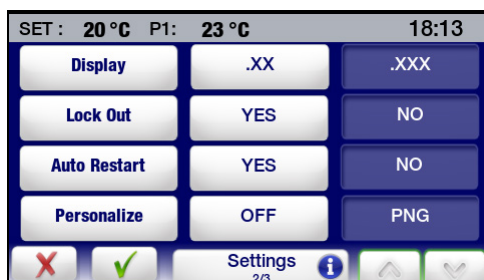 SET : 20 °C P1: 23 °C 18:13
Display .XX .XXX
Lock Out YES NO
Auto Restart YES NO
Personalize OFF PNG
Settings
2/3